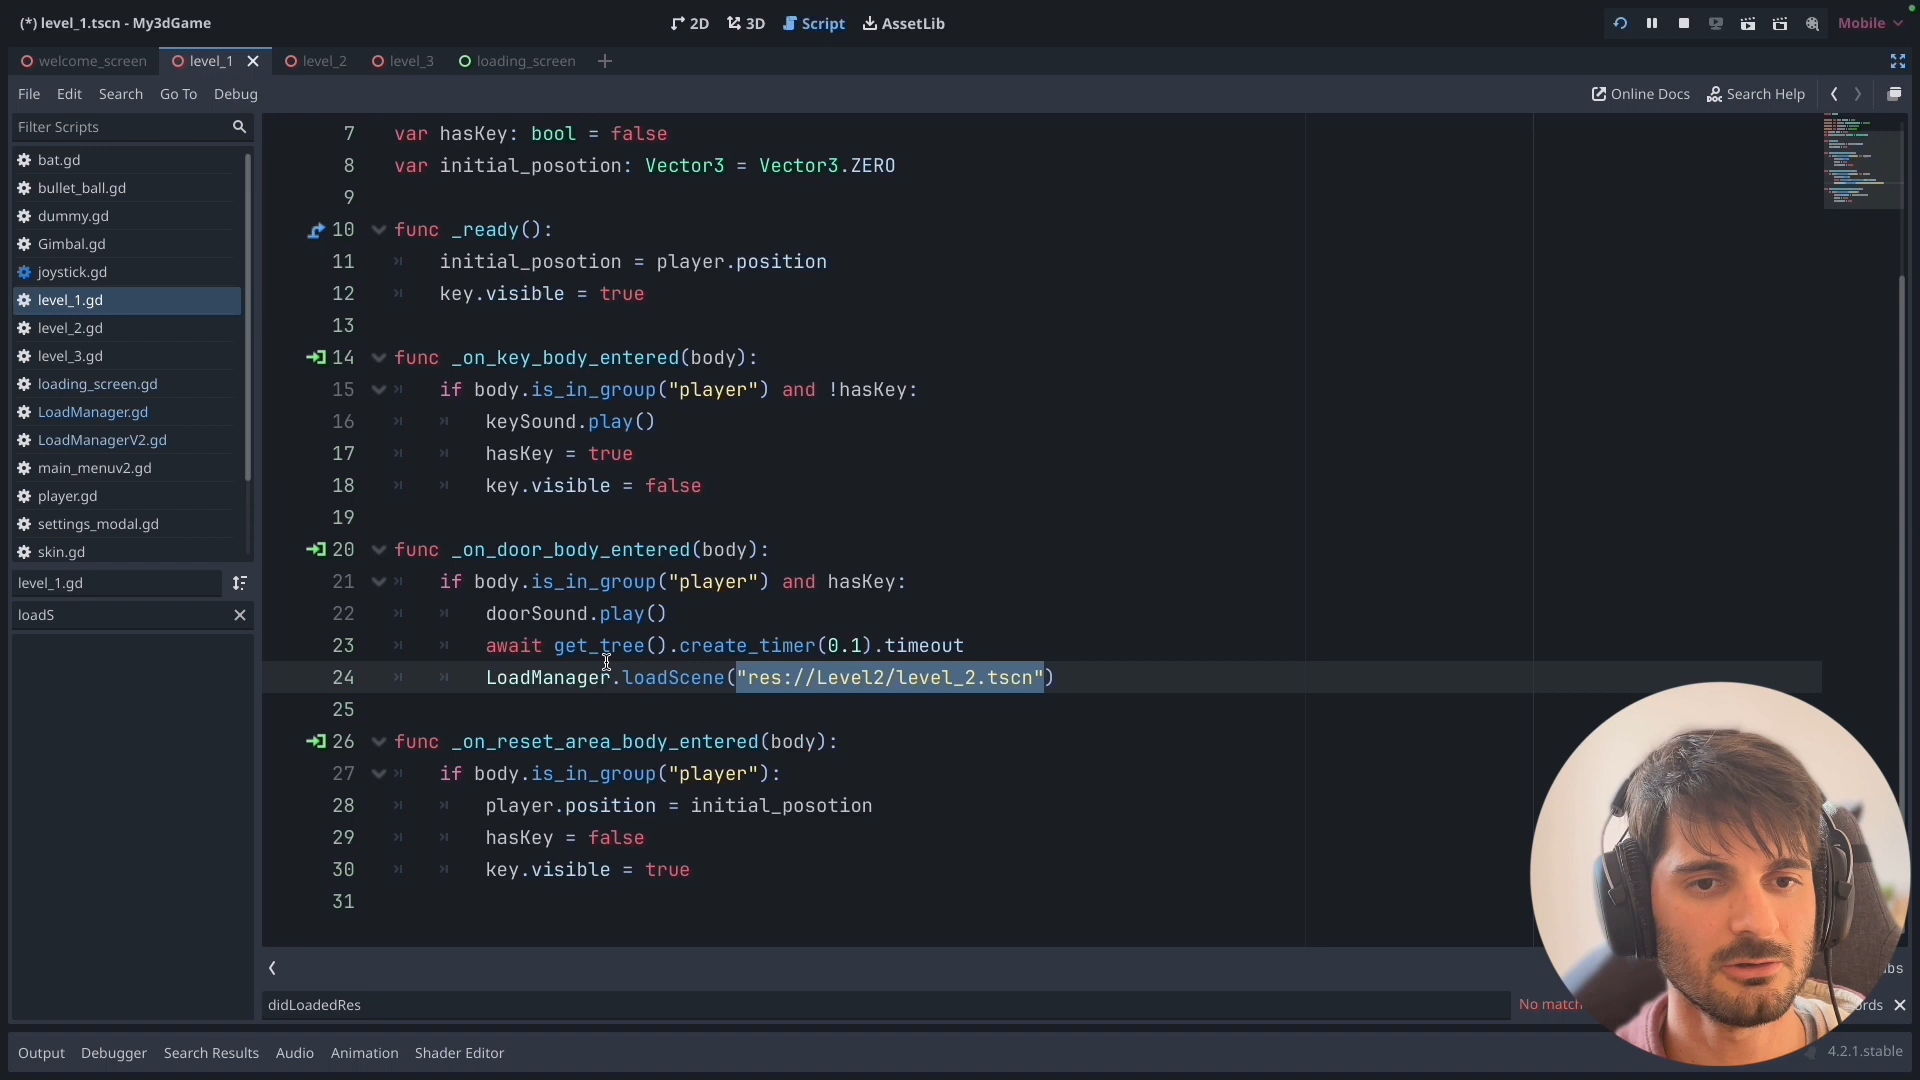 (*) level_1.tscn - My3dGame
2D 3D Script AssetLib
Mobile
welcome_screen level_1 level_2 level_3 loading_screen
File Edit Search Go To Debug
Online Docs Search Help
Filter Scripts
bat.gd
bullet_ball.gd
dummy.gd
Gimbal.gd
joystick.gd
level_1.gd
level_2.gd
level_3.gd
loading_screen.gd
LoadManager.gd
LoadManagerV2.gd
main_menuv2.gd
player.gd
settings_modal.gd
skin.gd
level_1.gd
loadS
7 var hasKey: bool = false
8 var initial_posotion: Vector3 = Vector3.ZERO
9
10 func _ready():
11 initial_posotion = player.position
12 key.visible = true
13
14 func _on_key_body_entered(body):
15 if body.is_in_group("player") and !hasKey:
16 keySound.play()
17 hasKey = true
18 key.visible = false
19
20 func _on_door_body_entered(body):
21 if body.is_in_group("player") and hasKey:
22 doorSound.play()
23 await get_tree().create_timer(0.1).timeout
24 LoadManager.loadScene("res://Level2/level_2.tscn")
25
26 func _on_reset_area_body_entered(body):
27 if body.is_in_group("player"):
28 player.position = initial_posotion
29 hasKey = false
30 key.visible = true
31
didLoadedRes
No match
Output Debugger Search Results Audio Animation Shader Editor
4.2.1.stable